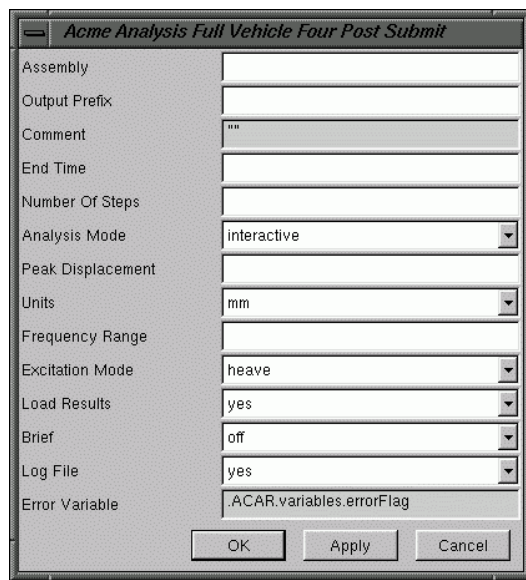 Acme Analysis Full Vehicle Four Post Submit
Assembly
Output Prefix
Comment ""
End Time
Number Of Steps
Analysis Mode interactive
Peak Displacement
Units mm
Frequency Range
Excitation Mode heave
Load Results yes
Brief off
Log File yes
Error Variable .ACAR.variables.errorFlag
OK Apply Cancel